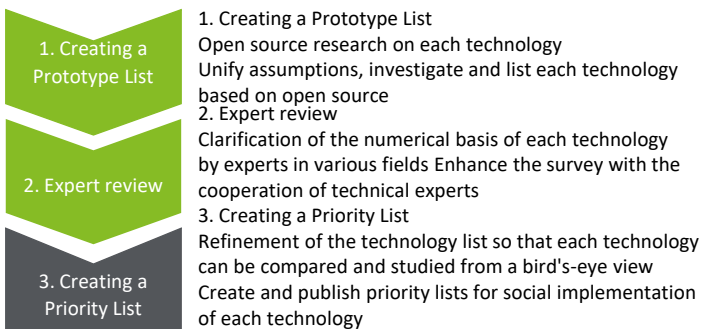 1. Creating a
Prototype List
2. Expert review
3. Creating a
Priority List
1. Creating a Prototype List
Open source research on each technology
Unify assumptions, investigate and list each technology
based on open source
2. Expert review
Clarification of the numerical basis of each technology
by experts in various fields Enhance the survey with the
cooperation of technical experts
3. Creating a Priority List
Refinement of the technology list so that each technology
can be compared and studied from a bird's-eye view
Create and publish priority lists for social implementation
of each technology